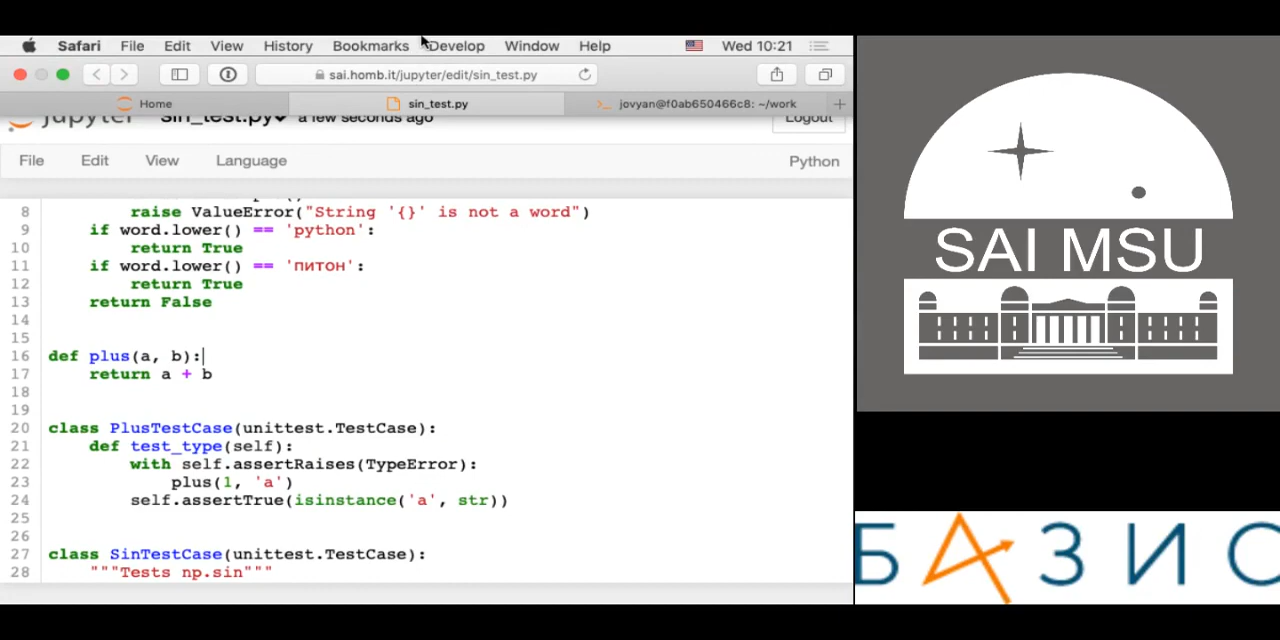 Safari File Edit View History Bookmarks Develop Window Help Wed 10:21
sai.homb.it/jupyter/edit/sin_test.py
Home sin_test.py jovyan@f0ab650466c8: ~/work
jupyter sin_test.py a few seconds ago Logout
File Edit View Language Python
8 raise ValueError("String '{}' is not a word")
9 if word.lower() == 'python':
10 return True
11 if word.lower() == 'питон':
12 return True
13 return False
14
15
16 def plus(a, b):
17 return a + b
18
19
20 class PlusTestCase(unittest.TestCase):
21 def test_type(self):
22 with self.assertRaises(TypeError):
23 plus(1, 'a')
24 self.assertTrue(isinstance('a', str))
25
26
27 class SinTestCase(unittest.TestCase):
28 """Tests np.sin"""
SAI MSU
БАЗИС